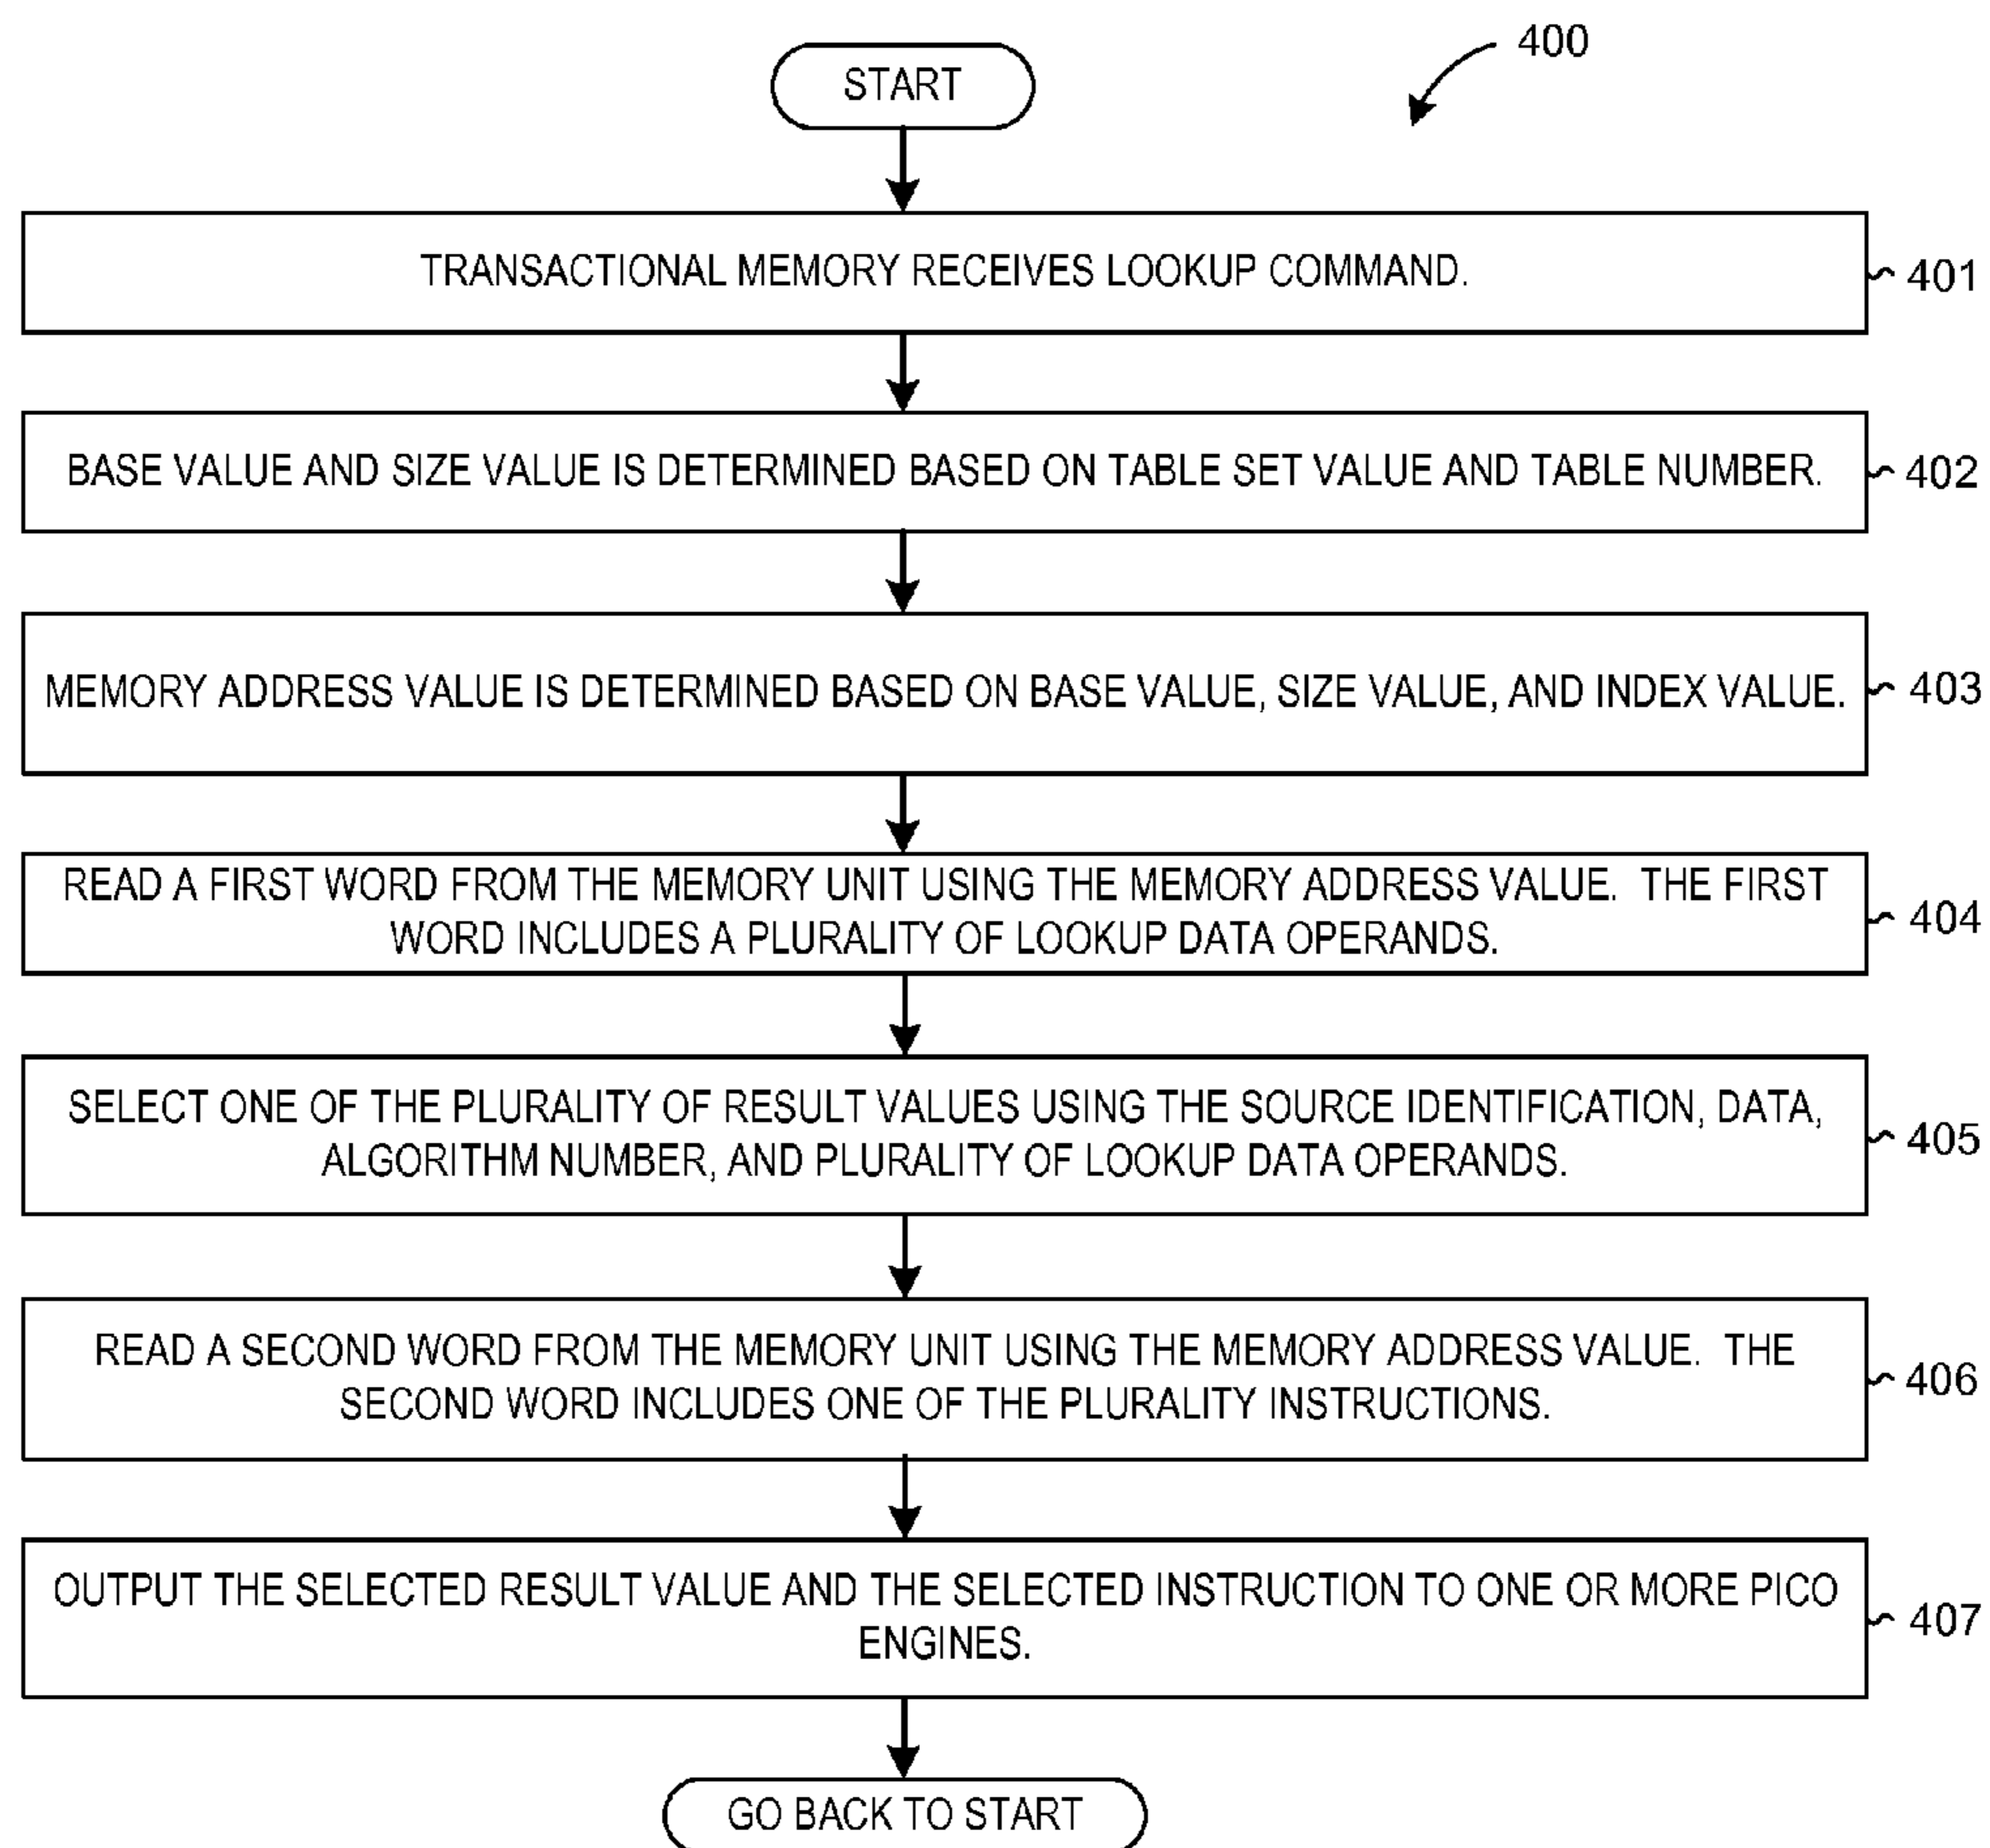 400
START
TRANSACTIONAL MEMORY RECEIVES LOOKUP COMMAND.
401
BASE VALUE AND SIZE VALUE IS DETERMINED BASED ON TABLE SET VALUE AND TABLE NUMBER.
402
MEMORY ADDRESS VALUE IS DETERMINED BASED ON BASE VALUE, SIZE VALUE, AND INDEX VALUE.
403
READ A FIRST WORD FROM THE MEMORY UNIT USING THE MEMORY ADDRESS VALUE. THE FIRST
WORD INCLUDES A PLURALITY OF LOOKUP DATA OPERANDS.
404
SELECT ONE OF THE PLURALITY OF RESULT VALUES USING THE SOURCE IDENTIFICATION, DATA,
ALGORITHM NUMBER, AND PLURALITY OF LOOKUP DATA OPERANDS.
405
READ A SECOND WORD FROM THE MEMORY UNIT USING THE MEMORY ADDRESS VALUE. THE
SECOND WORD INCLUDES ONE OF THE PLURALITY INSTRUCTIONS.
406
OUTPUT THE SELECTED RESULT VALUE AND THE SELECTED INSTRUCTION TO ONE OR MORE PICO
ENGINES.
407
GO BACK TO START